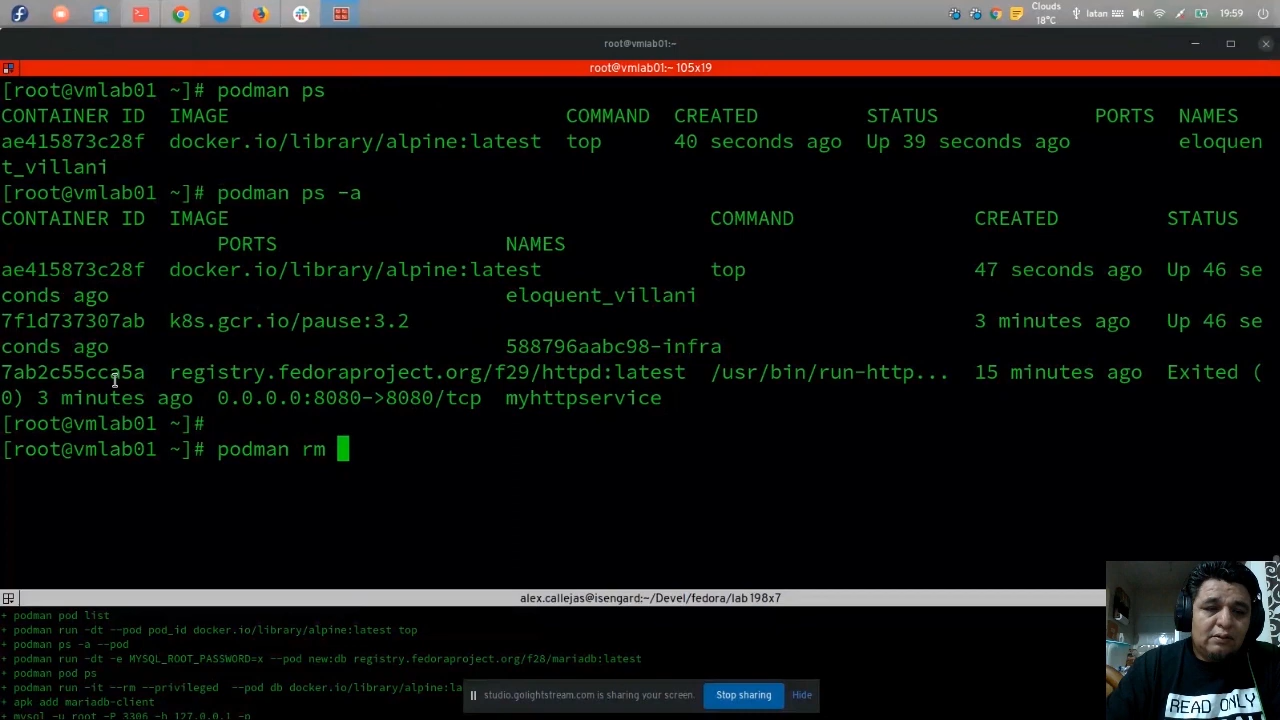 Clouds
18°C
latan
19:59
root@vmlab01:~
root@vmlab01:~ 105x19
[root@vmlab01 ~]# podman ps
CONTAINER ID  IMAGE                            COMMAND  CREATED         STATUS             PORTS   NAMES
ae415873c28f  docker.io/library/alpine:latest  top      40 seconds ago  Up 39 seconds ago          eloquen
t_villani
[root@vmlab01 ~]# podman ps -a
CONTAINER ID  IMAGE                                        COMMAND               CREATED         STATUS
PORTS                   NAMES
ae415873c28f  docker.io/library/alpine:latest              top                   47 seconds ago  Up 46 se
conds ago                                 eloquent_villani
7f1d737307ab  k8s.gcr.io/pause:3.2                                               3 minutes ago   Up 46 se
conds ago                                 588796aabc98-infra
7ab2c55cca5a  registry.fedoraproject.org/f29/httpd:latest  /usr/bin/run-http...  15 minutes ago  Exited (
0) 3 minutes ago  0.0.0.0:8080->8080/tcp  myhttpservice
[root@vmlab01 ~]#
[root@vmlab01 ~]# podman rm
alex.callejas@isengard:~/Devel/fedora/lab 198x7
+ podman pod list
+ podman run -dt --pod pod_id docker.io/library/alpine:latest top
+ podman ps -a --pod
+ podman run -dt -e MYSQL_ROOT_PASSWORD=x --pod new:db registry.fedoraproject.org/f28/mariadb:latest
+ podman pod ps
+ podman run -it --rm --privileged  --pod db docker.io/library/alpine:la
+ apk add mariadb-client
+ mysql -u root -P 3306 -h 127.0.0.1 -p
studio.golightstream.com is sharing your screen.
Stop sharing
Hide
READ ONLY